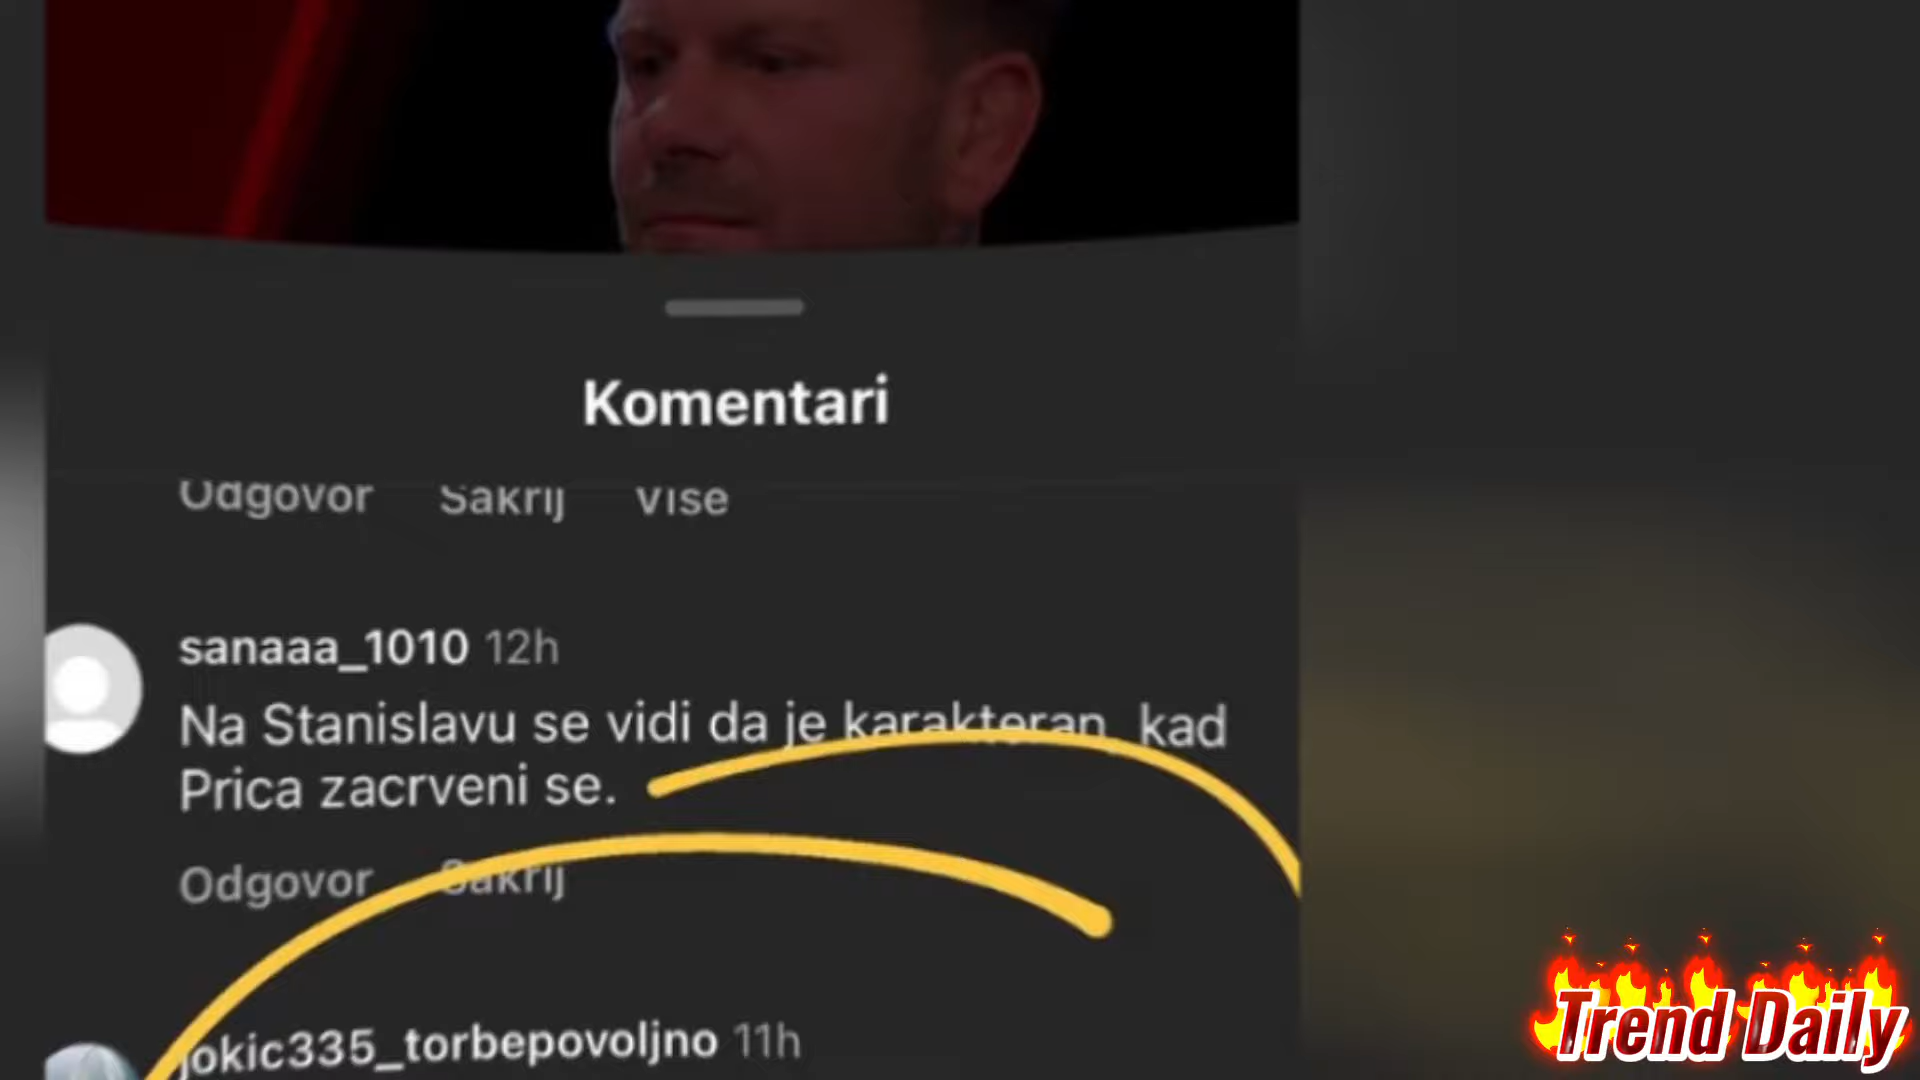 Komentari
Odgovor Sakrij Više
sanaaa_1010 12h
Na Stanislavu se vidi da je karakteran, kad
Prica zacrveni se.
Odgovor Sakrij
jokic335_torbepovoljno 11h
Trend Daily